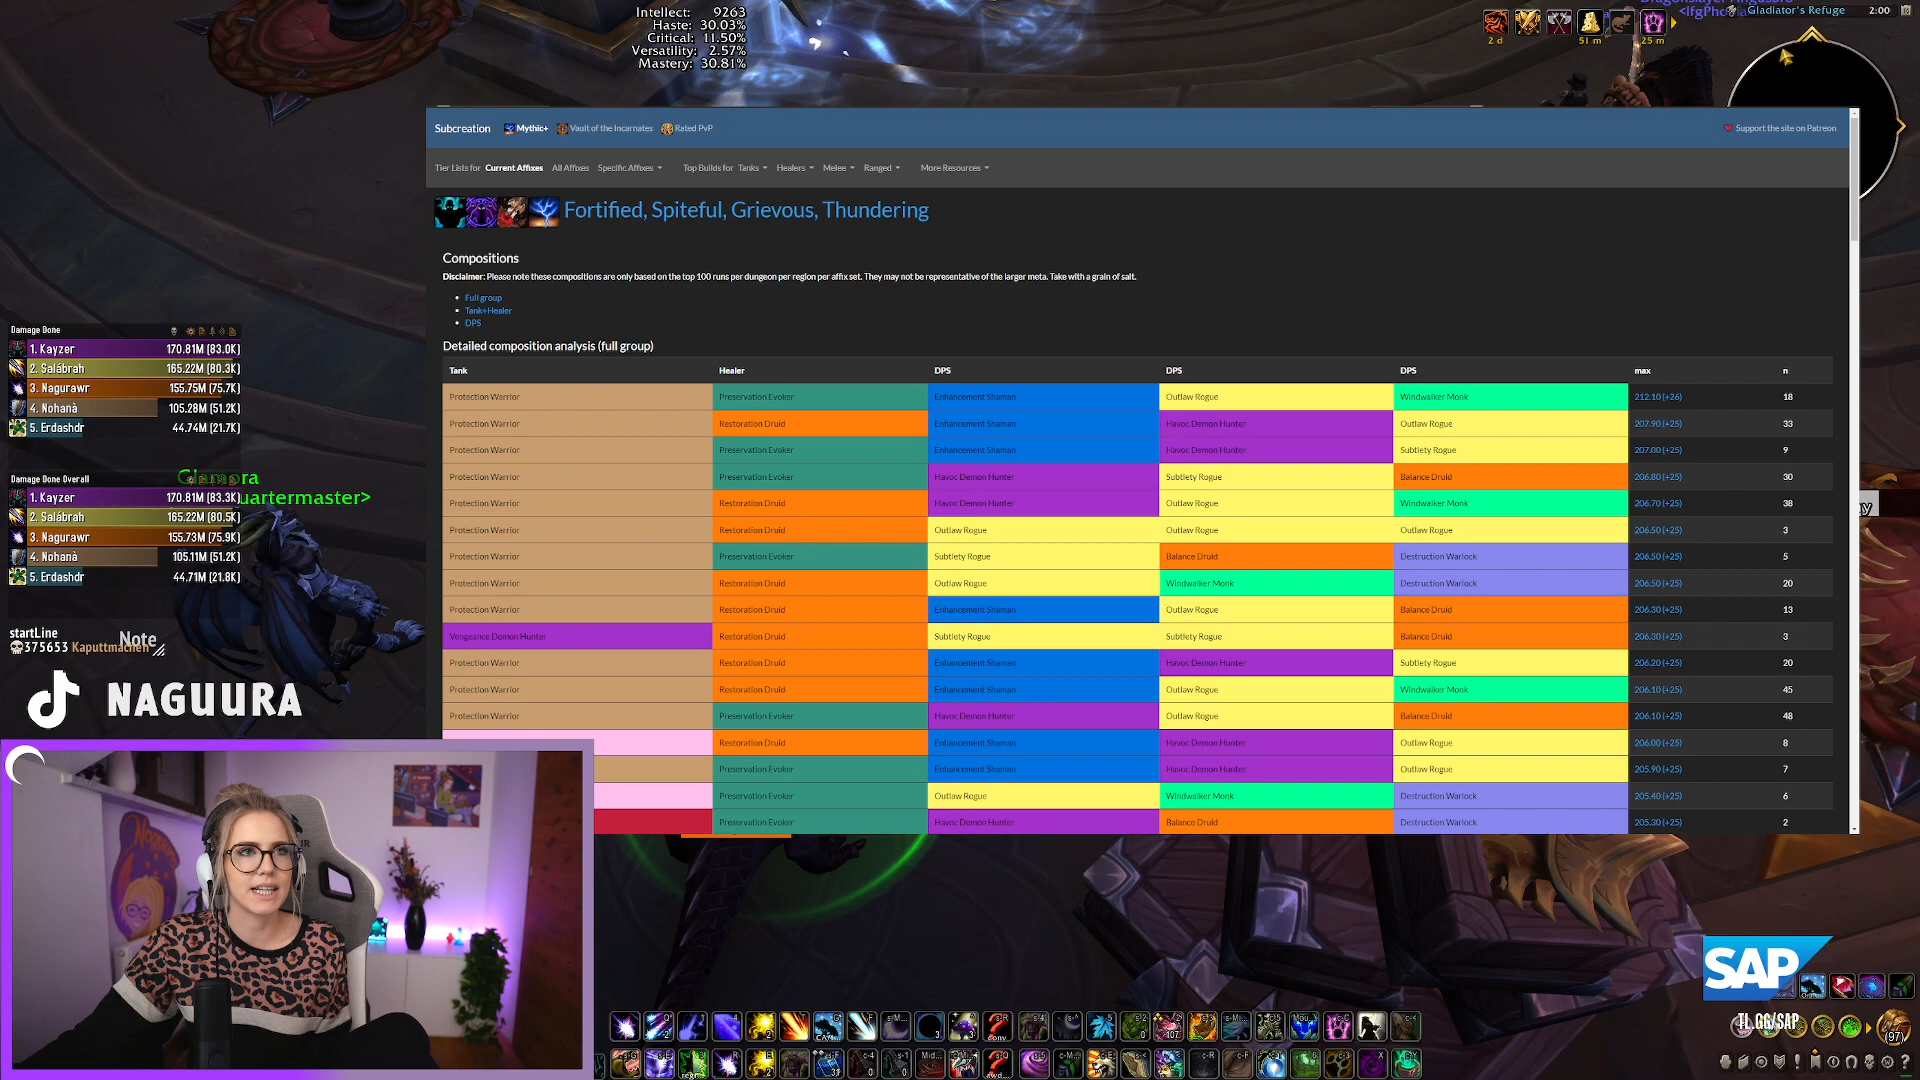 Intellect: 9263
Haste: 30.03%
Critical: 11.50%
Versatility: 2.57%
Mastery: 30.81%
Gladiator's Refuge 2:00
2 d
51 m
25 m
Subcreation Mythic+ Vault of the Incarnates Rated PvP Support the site on Patreon
Tier Lists for Current Affixes All Affixes Specific Affixes Top Builds for Tanks Healers Melee Ranged More Resources
Fortified, Spiteful, Grievous, Thundering
Compositions
Disclaimer: Please note these compositions are only based on the top 100 runs per dungeon per region per affix set. They may not be representative of the larger meta. Take with a grain of salt.
Full group
Tank+Healer
DPS
Detailed composition analysis (full group)
Tank Healer DPS DPS DPS max n
Protection Warrior Preservation Evoker Enhancement Shaman Outlaw Rogue Windwalker Monk 212.10 (+26) 18
Protection Warrior Restoration Druid Enhancement Shaman Havoc Demon Hunter Outlaw Rogue 207.90 (+25) 33
Protection Warrior Preservation Evoker Enhancement Shaman Havoc Demon Hunter Subtlety Rogue 207.00 (+25) 9
Protection Warrior Preservation Evoker Havoc Demon Hunter Subtlety Rogue Balance Druid 206.80 (+25) 30
Protection Warrior Restoration Druid Havoc Demon Hunter Outlaw Rogue Windwalker Monk 206.70 (+25) 38
Protection Warrior Restoration Druid Outlaw Rogue Outlaw Rogue Outlaw Rogue 206.50 (+25) 3
Protection Warrior Preservation Evoker Subtlety Rogue Balance Druid Destruction Warlock 206.50 (+25) 5
Protection Warrior Restoration Druid Outlaw Rogue Windwalker Monk Destruction Warlock 206.50 (+25) 20
Protection Warrior Restoration Druid Enhancement Shaman Outlaw Rogue Balance Druid 206.30 (+25) 13
Vengeance Demon Hunter Restoration Druid Subtlety Rogue Subtlety Rogue Balance Druid 206.30 (+25) 3
Protection Warrior Restoration Druid Enhancement Shaman Havoc Demon Hunter Subtlety Rogue 206.20 (+25) 20
Protection Warrior Restoration Druid Enhancement Shaman Outlaw Rogue Windwalker Monk 206.10 (+25) 45
Protection Warrior Preservation Evoker Havoc Demon Hunter Outlaw Rogue Balance Druid 206.10 (+25) 48
Restoration Druid Enhancement Shaman Havoc Demon Hunter Outlaw Rogue 206.00 (+25) 8
Preservation Evoker Enhancement Shaman Havoc Demon Hunter Outlaw Rogue 205.90 (+25) 7
Preservation Evoker Outlaw Rogue Windwalker Monk Destruction Warlock 205.40 (+25) 6
Preservation Evoker Havoc Demon Hunter Balance Druid Destruction Warlock 205.30 (+25) 2
Damage Done
1. Kayzer 170.81M (83.0K)
2. Salábrah 165.22M (80.3K)
3. Nagurawr 155.75M (75.7K)
4. Nohanà 105.28M (51.2K)
5. Erdashdr 44.74M (21.7K)
Damage Done Overall
1. Kayzer 170.81M (83.3K)
2. Salábrah 165.22M (80.5K)
3. Nagurawr 155.73M (75.9K)
4. Nohanà 105.11M (51.2K)
5. Erdashdr 44.71M (21.8K)
uartermaster>
startLine
375653 Kaputtmachen
Note
NAGUURA
SAP
TL.GG/SAP
(97)